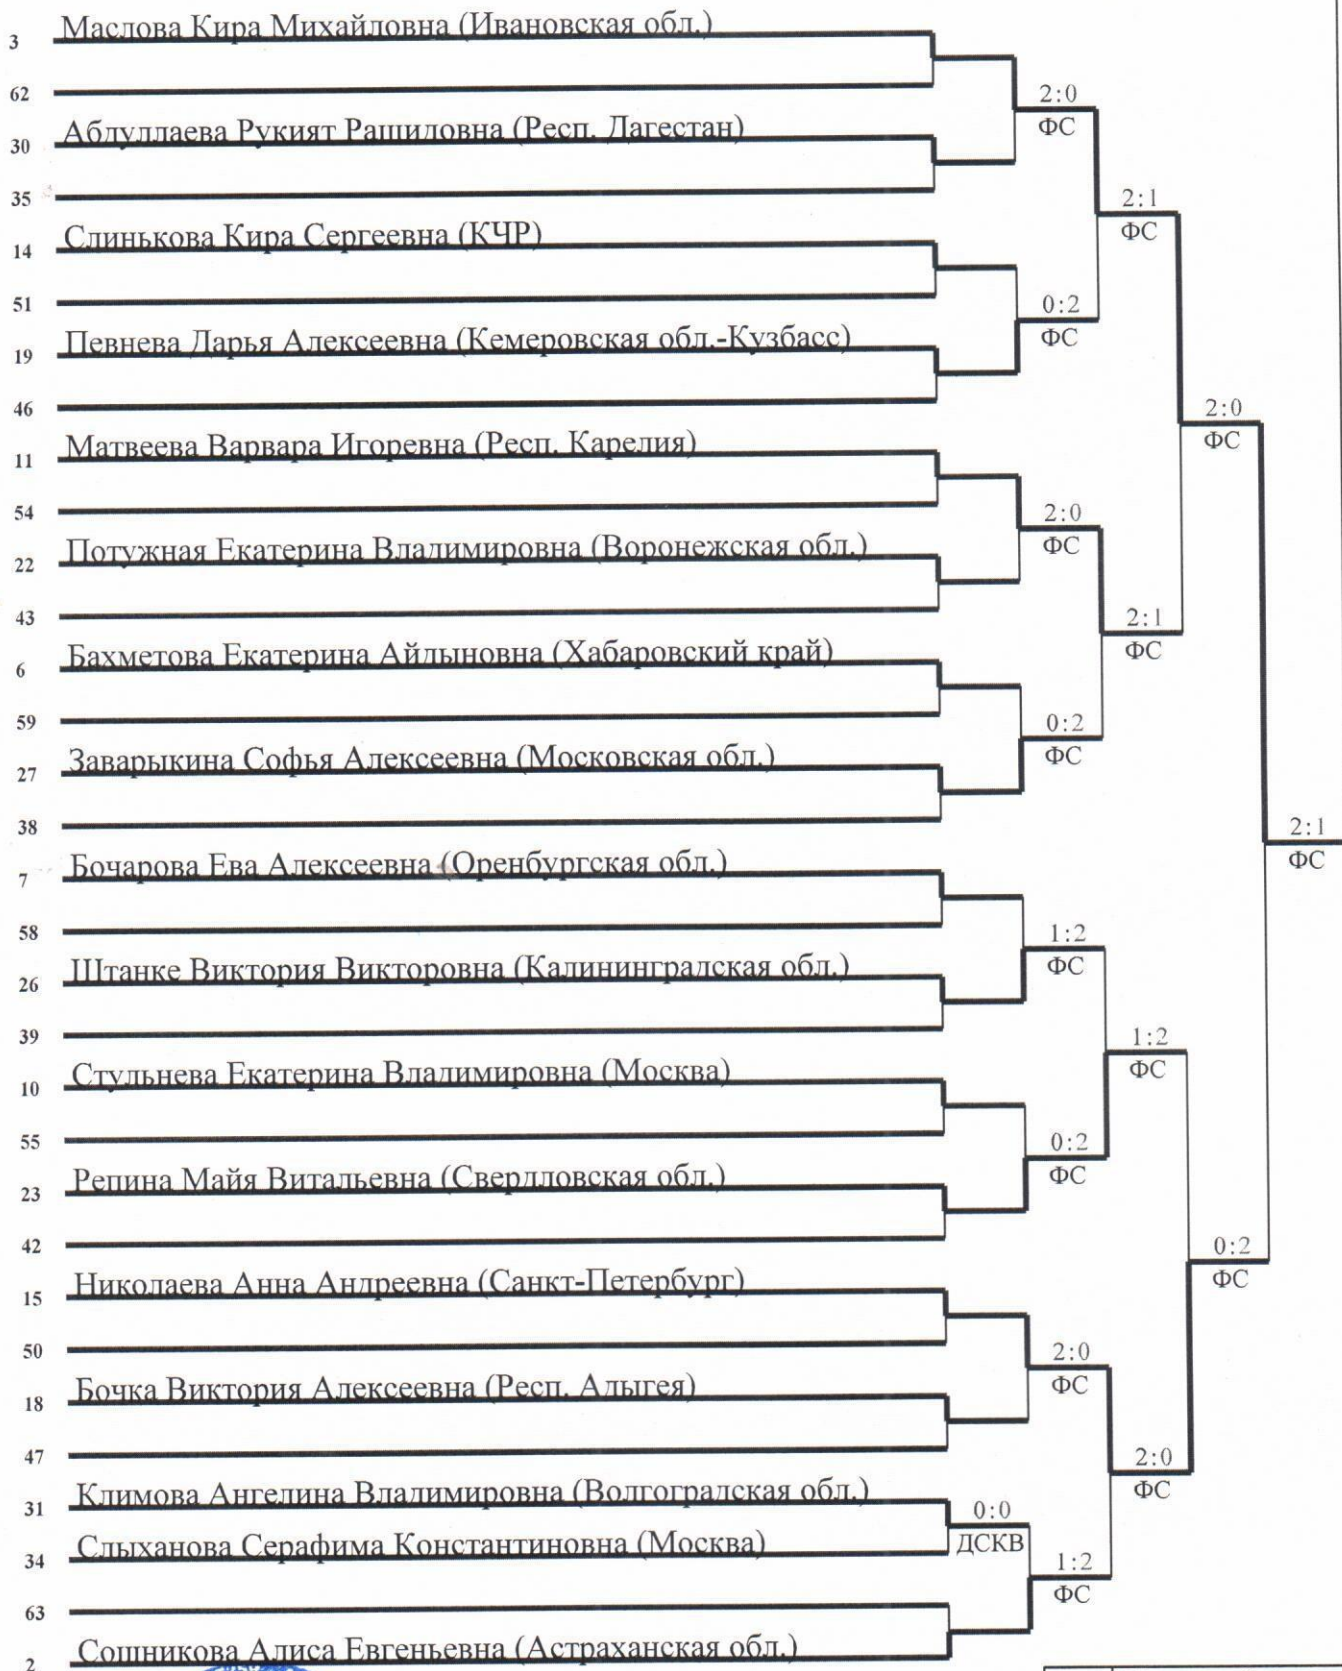 3 Маслова Кира Михайловна (Ивановская обл.)
62
2:0
ФС
30 Абдуллаева Рукият Рашидовна (Респ. Дагестан)
35
2:1
ФС
14 Слинькова Кира Сергеевна (КЧР)
51
0:2
ФС
19 Певнева Дарья Алексеевна (Кемеровская обл.-Кузбасс)
46
2:0
ФС
11 Матвеева Варвара Игоревна (Респ. Карелия)
54
2:0
ФС
22 Потужная Екатерина Владимировна (Воронежская обл.)
43
2:1
ФС
6 Бахметова Екатерина Айдыновна (Хабаровский край)
59
0:2
ФС
27 Заварыкина Софья Алексеевна (Московская обл.)
38
2:1
ФС
7 Бочарова Ева Алексеевна (Оренбургская обл.)
58
1:2
ФС
26 Штанке Виктория Викторовна (Калининградская обл.)
39
1:2
ФС
10 Стульнева Екатерина Владимировна (Москва)
55
0:2
ФС
23 Репина Майя Витальевна (Свердловская обл.)
42
0:2
ФС
15 Николаева Анна Андреевна (Санкт-Петербург)
50
2:0
ФС
18 Бочка Виктория Алексеевна (Респ. Адыгея)
47
2:0
ФС
31 Климова Ангелина Владимировна (Волгоградская обл.)
0:0
ДСКВ
34 Слыханова Серафима Константиновна (Москва)
1:2
ФС
63
2 Сошникова Алиса Евгеньевна (Астраханская обл.)